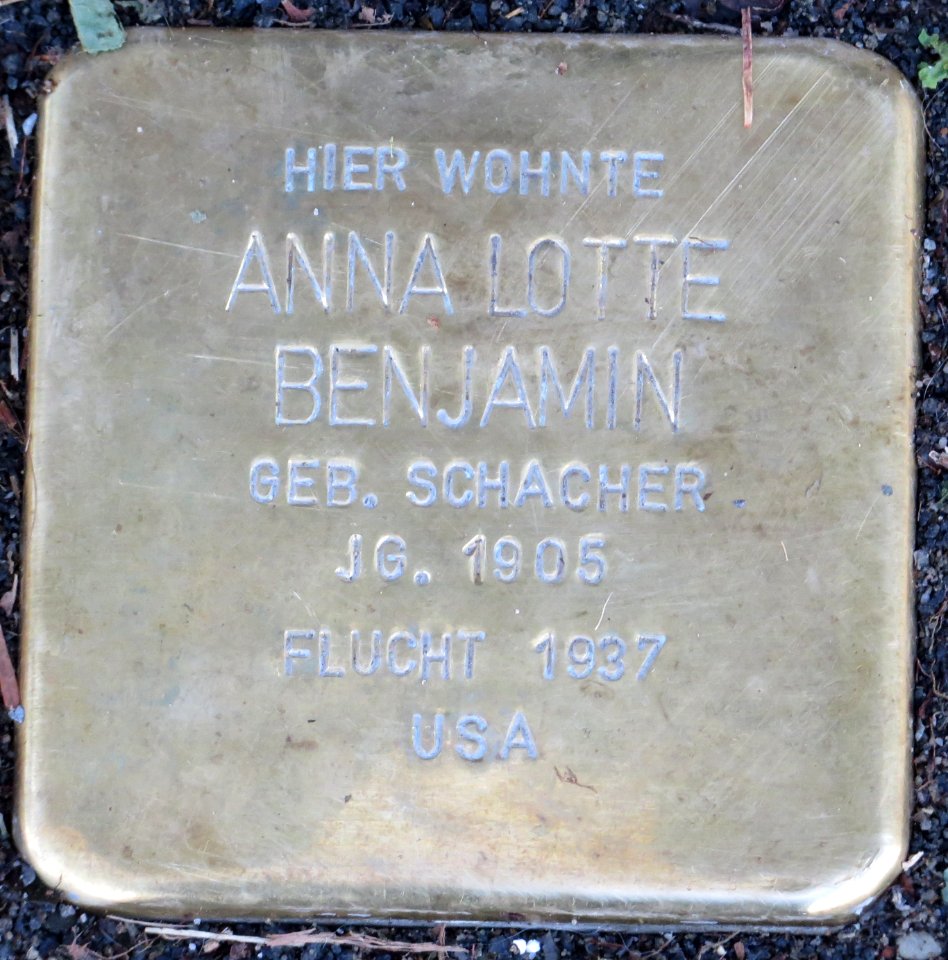 HIER WOHNTE
ANNA LOTTE
BENJAMIN
GEB. SCHACHER
JG. 1905
FLUCHT 1937
USA